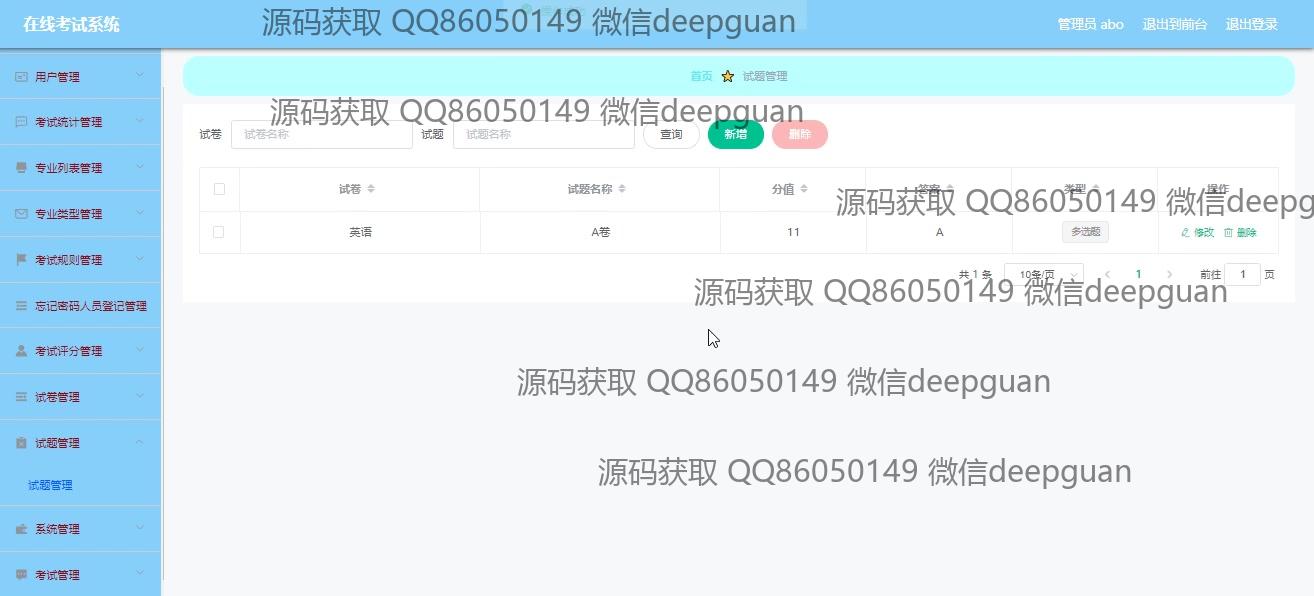 在线考试系统
源码获取 QQ86050149 微信deepguan
管理员 abo 退出到前台 退出登录
首页 试题管理
源码获取 QQ86050149 微信deepguan
试卷 试卷名称 试题 试题名称 查询 新增 删除
试卷 试题名称 分值 答案 类型 操作
源码获取 QQ86050149 微信deepg
英语 A卷 11 A 多选题 修改 删除
共 1 条 10条/页 1 前往 1 页
源码获取 QQ86050149 微信deepguan
源码获取 QQ86050149 微信deepguan
源码获取 QQ86050149 微信deepguan
用户管理
考试统计管理
专业列表管理
专业类型管理
考试规则管理
忘记密码人员登记管理
考试评分管理
试卷管理
试题管理
试题管理
系统管理
考试管理